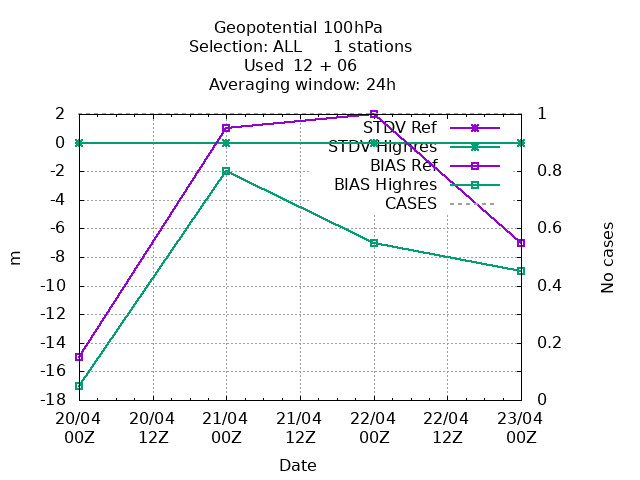 Geopotential 100hPa
Selection: ALL      1 stations
Used  12 + 06
Averaging window: 24h
2
0
-2
-4
-6
-8
-10
-12
-14
-16
-18
m
1
0.8
0.6
0.4
0.2
0
No cases
STDV Ref
STDV Highres
BIAS Ref
BIAS Highres
CASES
20/04 20/04 21/04 21/04 22/04 22/04 23/04
00Z 12Z 00Z 12Z 00Z 12Z 00Z
Date